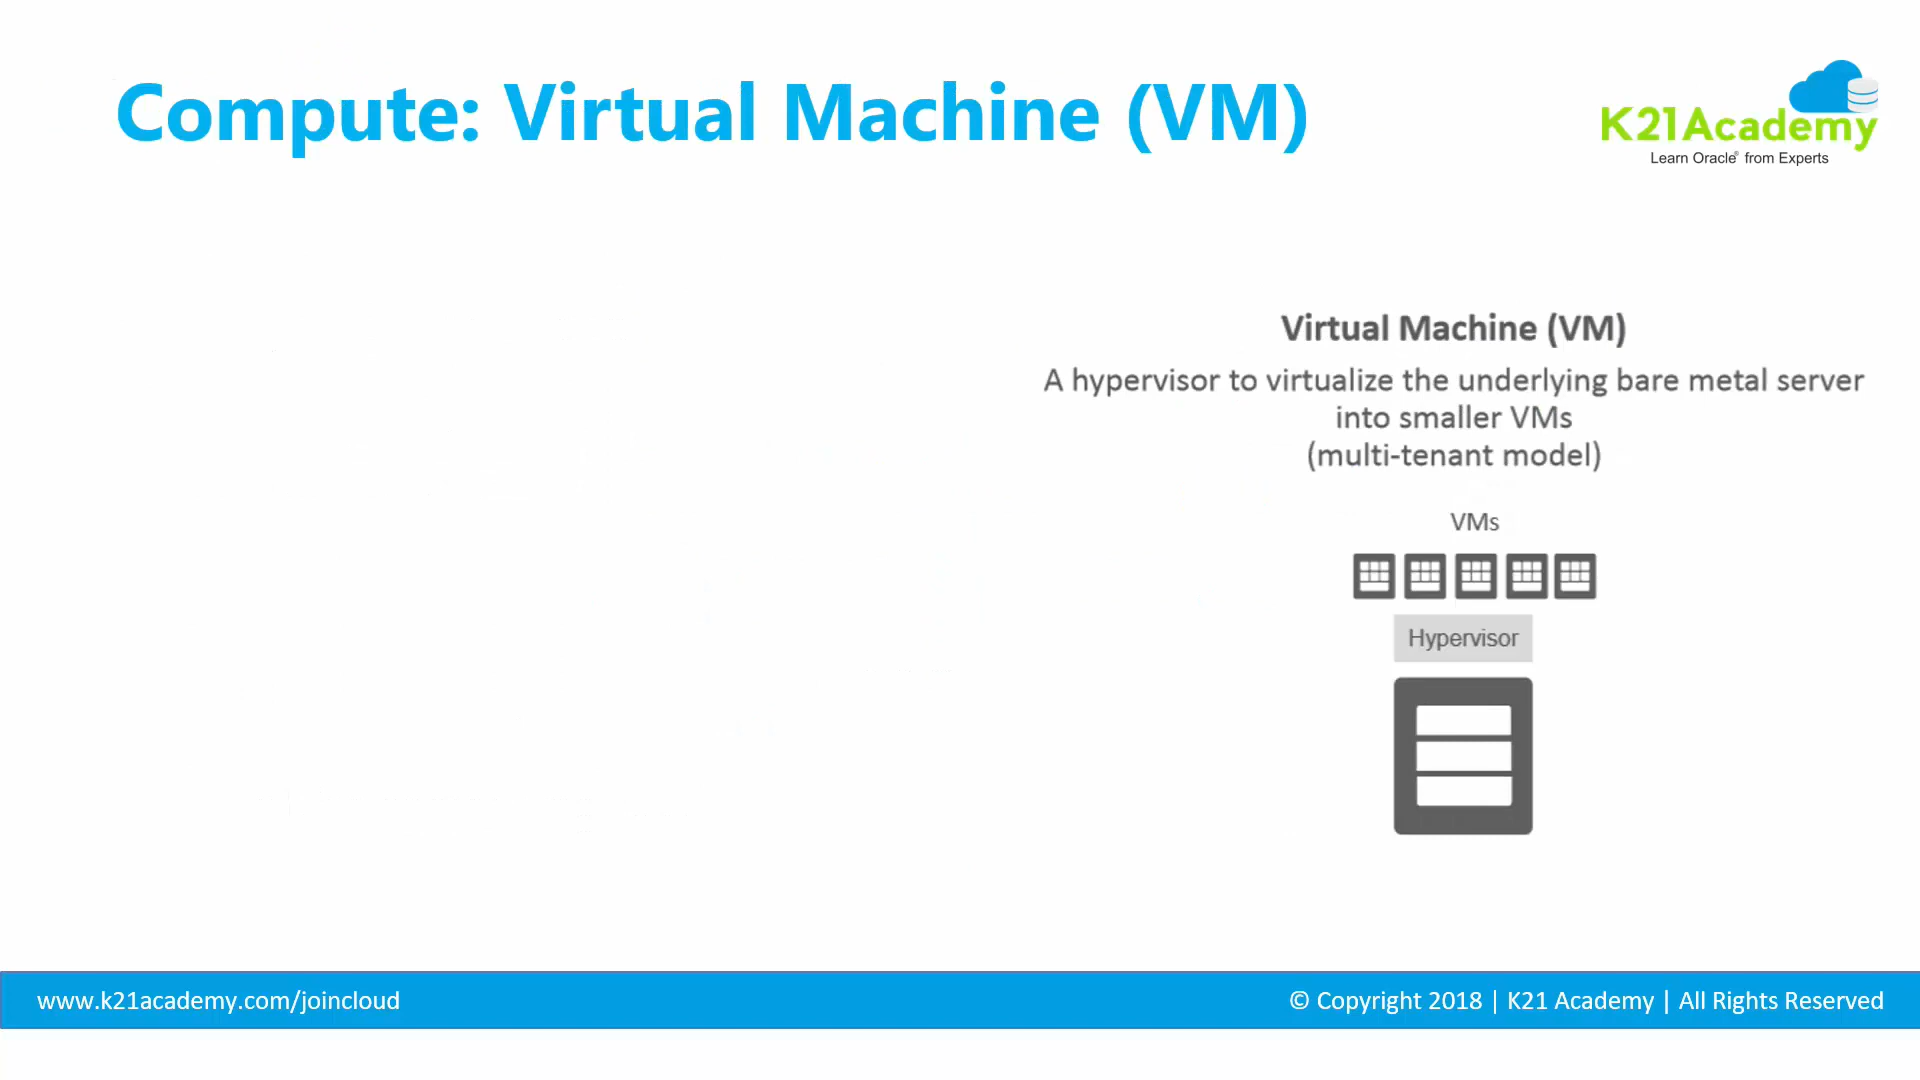 Compute: Virtual Machine (VM)
K21Academy
Learn Oracle® from Experts
Virtual Machine (VM)
A hypervisor to virtualize the underlying bare metal server
into smaller VMs
(multi-tenant model)
VMs
Hypervisor
www.k21academy.com/joincloud
© Copyright 2018 | K21 Academy | All Rights Reserved